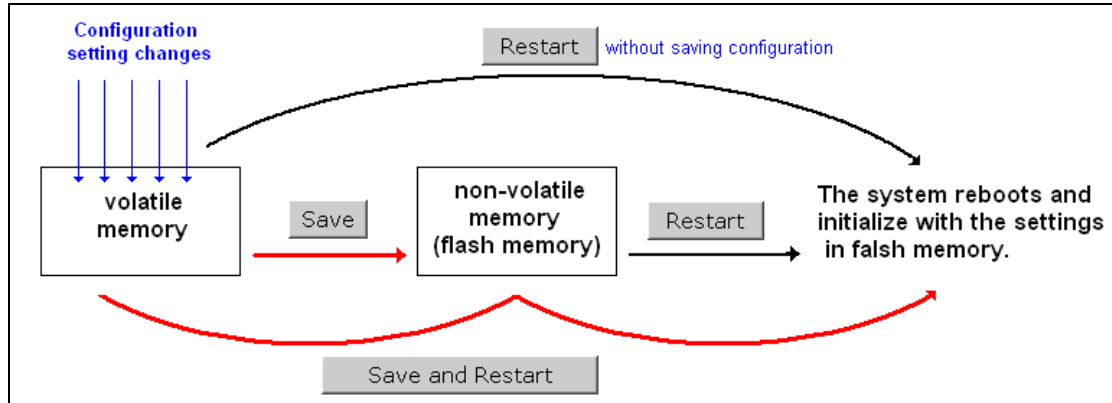 Configuration
setting changes
Restart without saving configuration
volatile
memory
Save
non-volatile
memory
(flash memory)
Restart
The system reboots and
initialize with the settings
in falsh memory.
Save and Restart